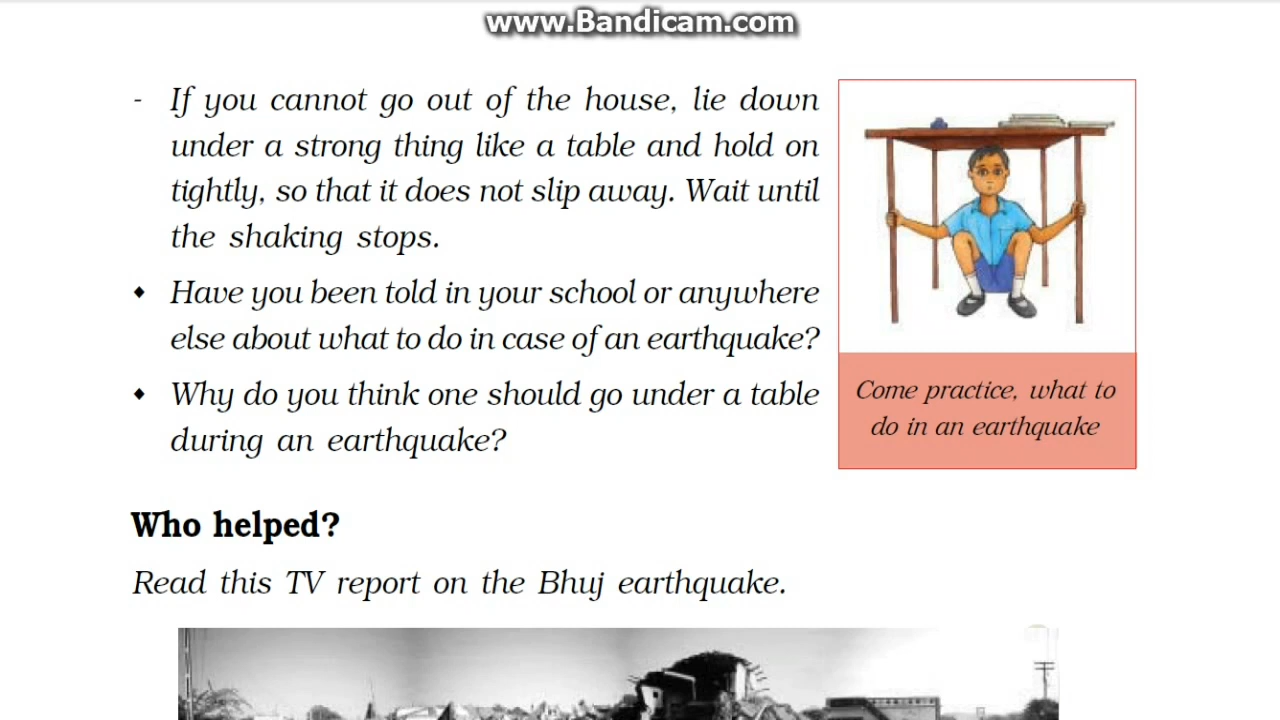 www.Bandicam.com
- If you cannot go out of the house, lie down
under a strong thing like a table and hold on
tightly, so that it does not slip away. Wait until
the shaking stops.
⬩ Have you been told in your school or anywhere
else about what to do in case of an earthquake?
⬩ Why do you think one should go under a table
during an earthquake?
Come practice, what to
do in an earthquake
Who helped?
Read this TV report on the Bhuj earthquake.